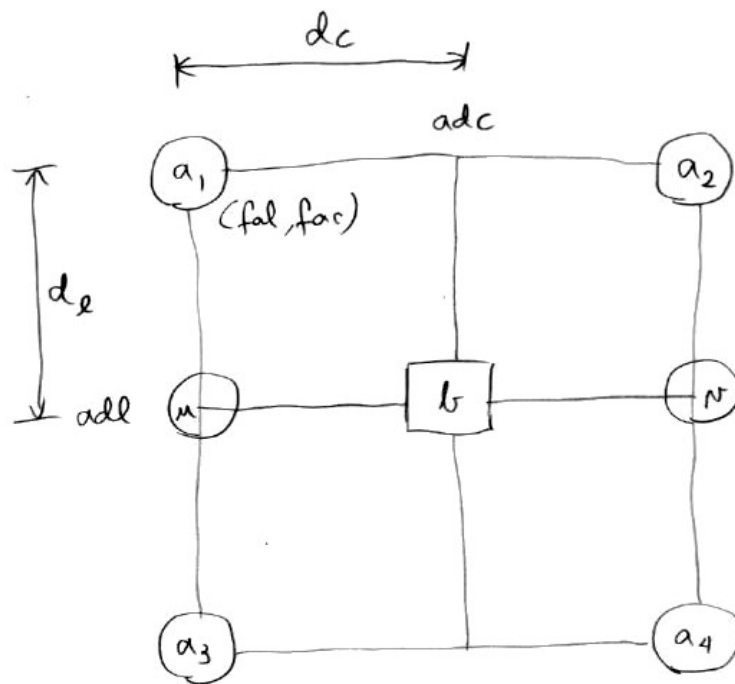 dc
adc
a₁ a₂
(fal, fac)
dℓ
adl u b v
a₃ a₄